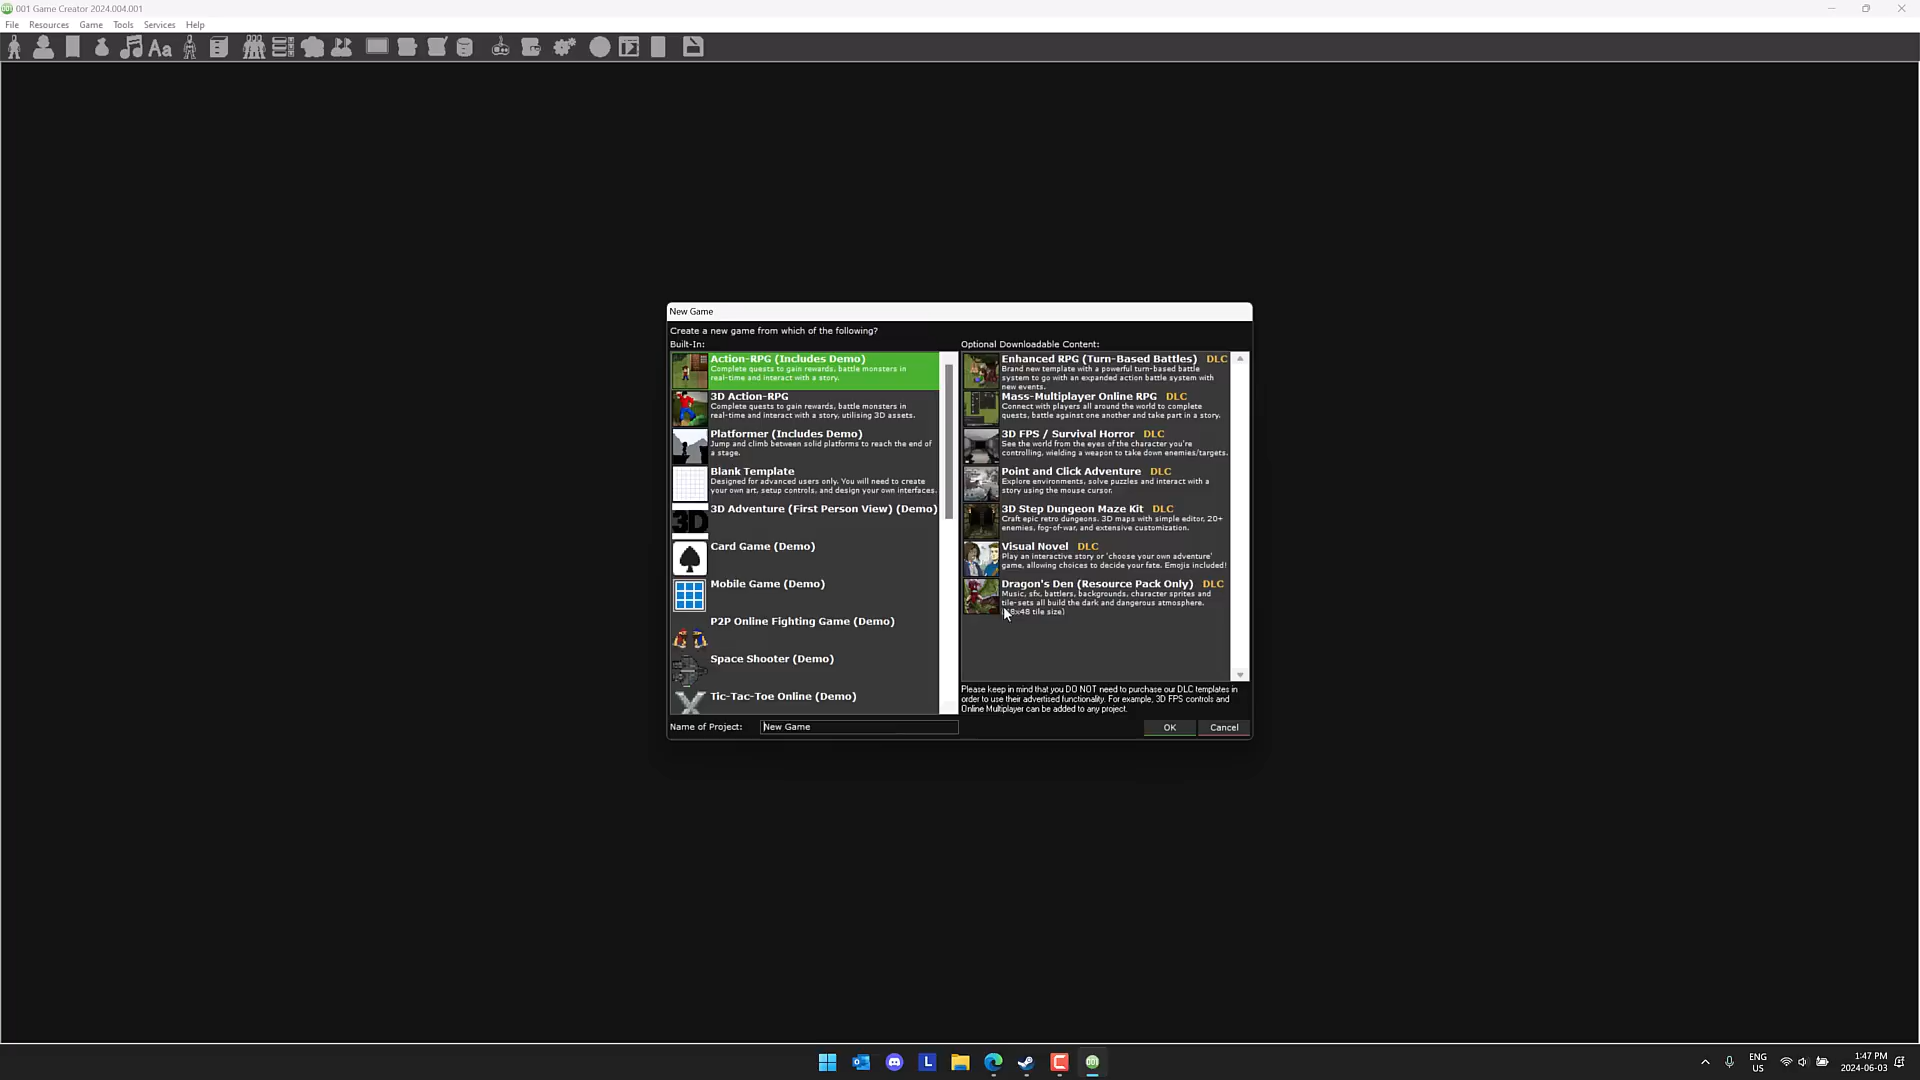 001 Game Creator 2024.004.001
File Resources Game Tools Services Help
Aa
New Game
Create a new game from which of the following?
Built-In:
Action-RPG (Includes Demo)
Complete quests to gain rewards, battle monsters in
real-time and interact with a story.
3D Action-RPG
Complete quests to gain rewards, battle monsters in
real-time and interact with a story, utilising 3D assets.
Platformer (Includes Demo)
Jump and climb between solid platforms to reach the end of
a stage.
Blank Template
Designed for advanced users only. You will need to create
your own art, setup controls, and design your own interfaces.
3D
3D Adventure (First Person View) (Demo)
Card Game (Demo)
Mobile Game (Demo)
P2P Online Fighting Game (Demo)
Space Shooter (Demo)
Tic-Tac-Toe Online (Demo)
Optional Downloadable Content:
Enhanced RPG (Turn-Based Battles) DLC
Brand new template with a powerful turn-based battle
system to go with an expanded action battle system with
new events.
Mass-Multiplayer Online RPG DLC
Connect with players all around the world to complete
quests, battle against one another and take part in a story.
3D FPS / Survival Horror DLC
See the world from the eyes of the character you're
controlling, wielding a weapon to take down enemies/targets.
Point and Click Adventure DLC
Explore environments, solve puzzles and interact with a
story using the mouse cursor.
3D Step Dungeon Maze Kit DLC
Craft epic retro dungeons. 3D maps with simple editor, 20+
enemies, fog-of-war, and extensive customization.
Visual Novel DLC
Play an interactive story or 'choose your own adventure'
game, allowing choices to decide your fate. Emojis included!
Dragon's Den (Resource Pack Only) DLC
Music, sfx, battlers, backgrounds, character sprites and
tile-sets all build the dark and dangerous atmosphere.
tile size)
Please keep in mind that you DO NOT need to purchase our DLC templates in
order to use their advertised functionality. For example, 3D FPS controls and
Online Multiplayer can be added to any project.
Name of Project: New Game
OK Cancel
L
001
ENG
US
1:47 PM
2024-06-03